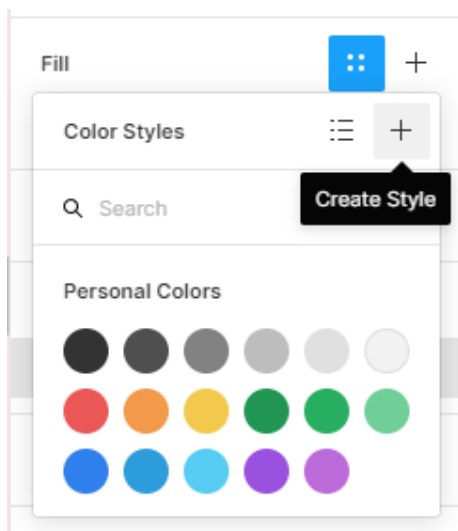 Fill
Color Styles
Create Style
Search
Personal Colors